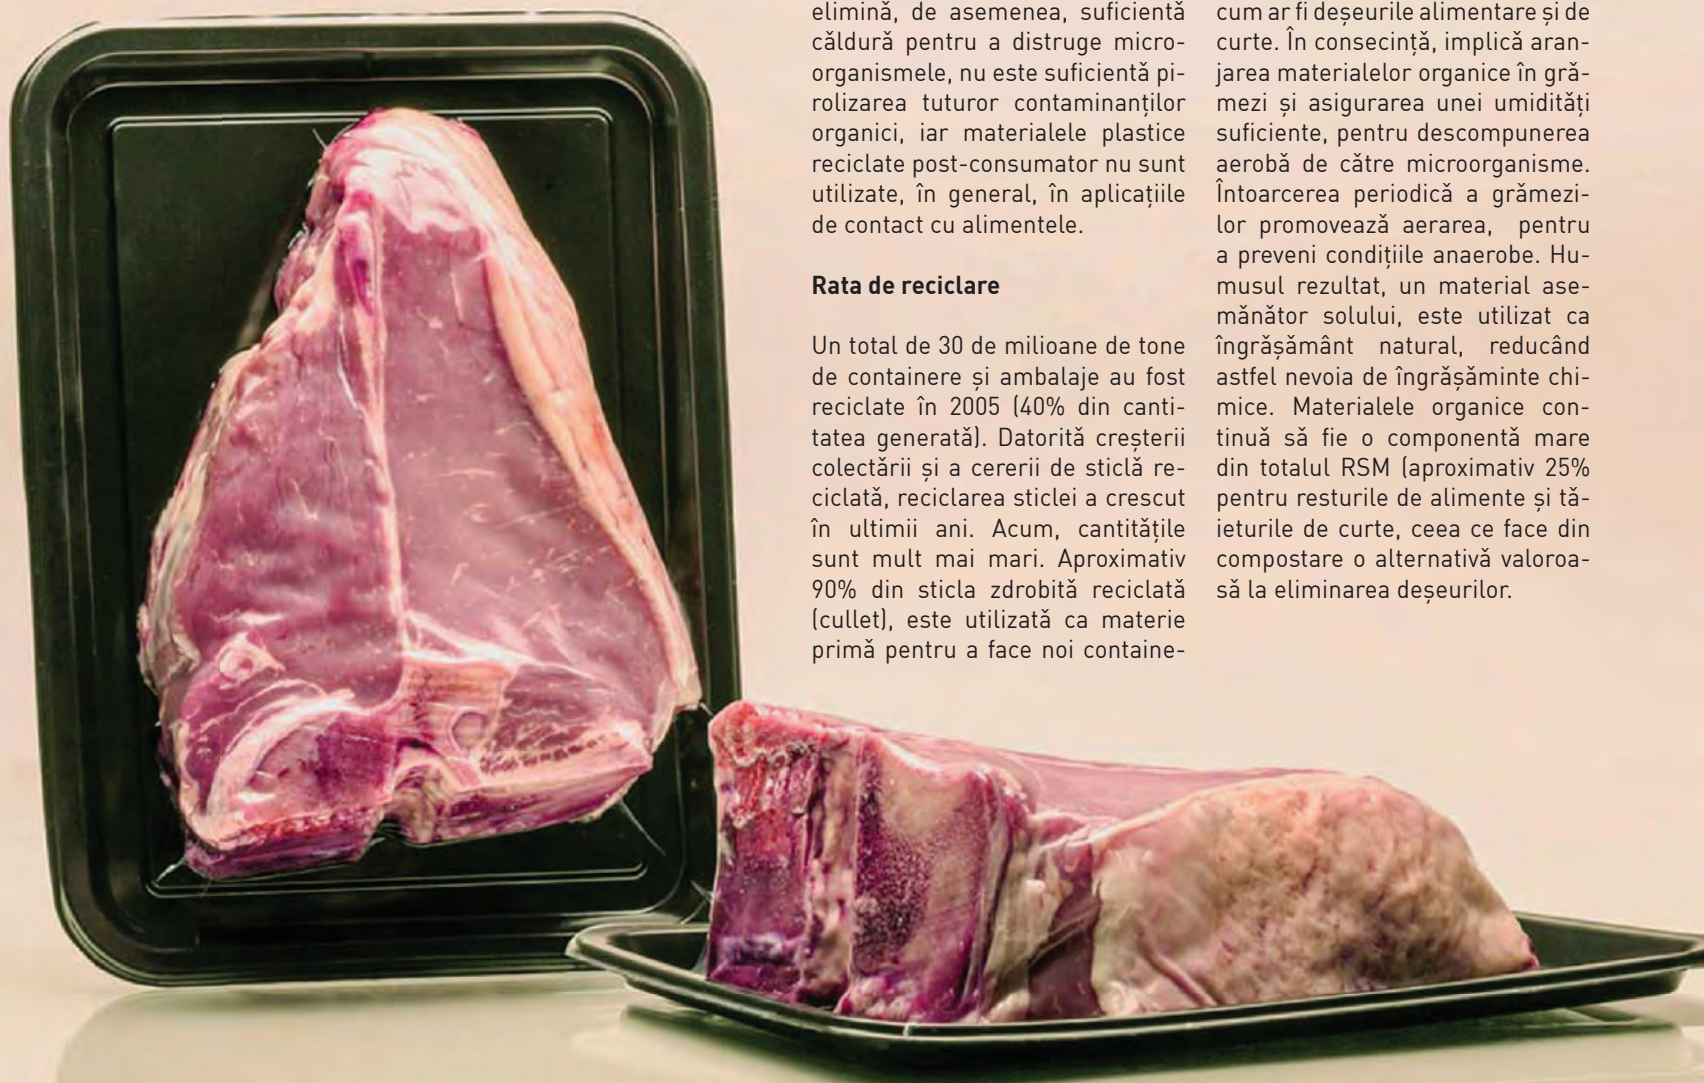 elimină, de asemenea, suficientă
căldură pentru a distruge micro-
organismele, nu este suficientă pi-
rolizarea tuturor contaminanților
organici, iar materialele plastice
reciclate post-consumator nu sunt
utilizate, în general, în aplicațiile
de contact cu alimentele.
Rata de reciclare
Un total de 30 de milioane de tone
de containere și ambalaje au fost
reciclate în 2005 (40% din canti-
tatea generată). Datorită creșterii
colectării și a cererii de sticlă re-
ciclată, reciclarea sticlei a crescut
în ultimii ani. Acum, cantitățile
sunt mult mai mari. Aproximativ
90% din sticla zdrobită reciclată
(cullet), este utilizată ca materie
primă pentru a face noi containe-
cum ar fi deșeurile alimentare și de
curte. În consecință, implică aran-
jarea materialelor organice în gră-
mezi și asigurarea unei umidități
suficiente, pentru descompunerea
aerobă de către microorganisme.
Întoarcerea periodică a grămezi-
lor promovează aerarea, pentru
a preveni condițiile anaerobe. Hu-
musul rezultat, un material ase-
mănător solului, este utilizat ca
îngrășământ natural, reducând
astfel nevoia de îngrășăminte chi-
mice. Materialele organice con-
tinuă să fie o componentă mare
din totalul RSM (aproximativ 25%
pentru resturile de alimente și tă-
ieturile de curte, ceea ce face din
compostare o alternativă valoroa-
să la eliminarea deșeurilor.